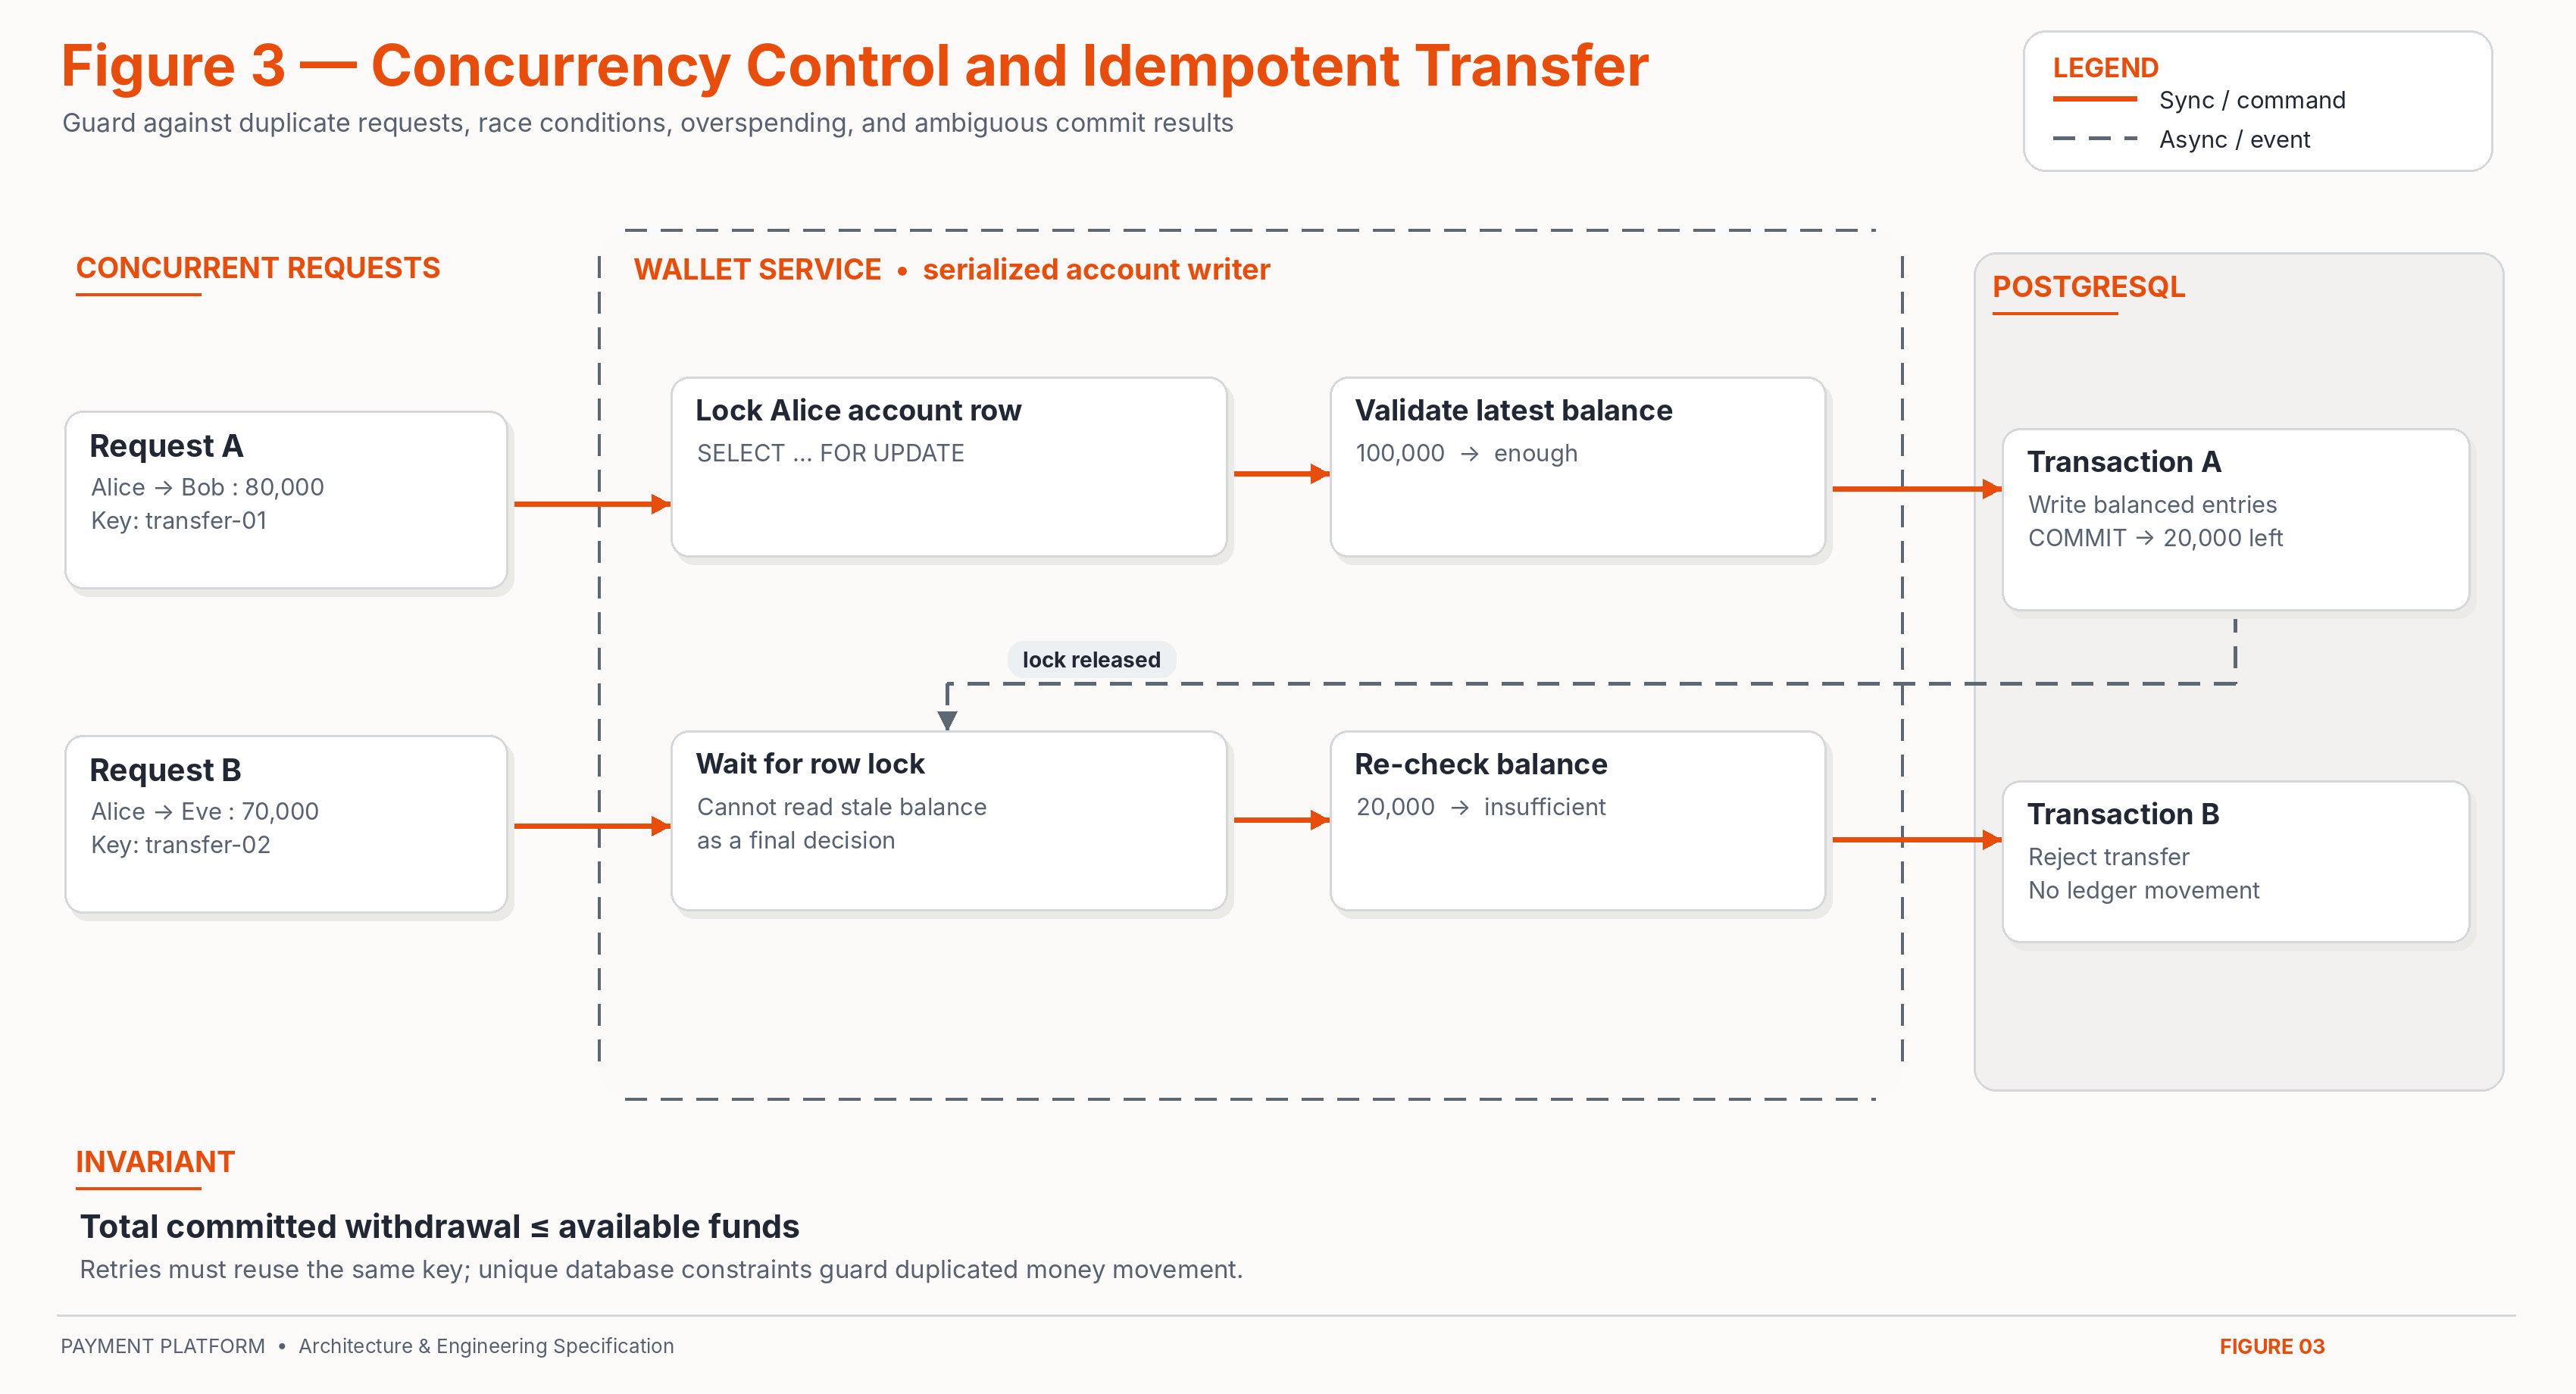 Figure 3 — Concurrency Control and Idempotent Transfer
Guard against duplicate requests, race conditions, overspending, and ambiguous commit results
LEGEND
Sync / command
Async / event
CONCURRENT REQUESTS
WALLET SERVICE • serialized account writer
POSTGRESQL
Request A
Alice → Bob : 80,000
Key: transfer-01
Lock Alice account row
SELECT ... FOR UPDATE
Validate latest balance
100,000 → enough
Transaction A
Write balanced entries
COMMIT → 20,000 left
lock released
Request B
Alice → Eve : 70,000
Key: transfer-02
Wait for row lock
Cannot read stale balance
as a final decision
Re-check balance
20,000 → insufficient
Transaction B
Reject transfer
No ledger movement
INVARIANT
Total committed withdrawal ≤ available funds
Retries must reuse the same key; unique database constraints guard duplicated money movement.
PAYMENT PLATFORM • Architecture & Engineering Specification
FIGURE 03